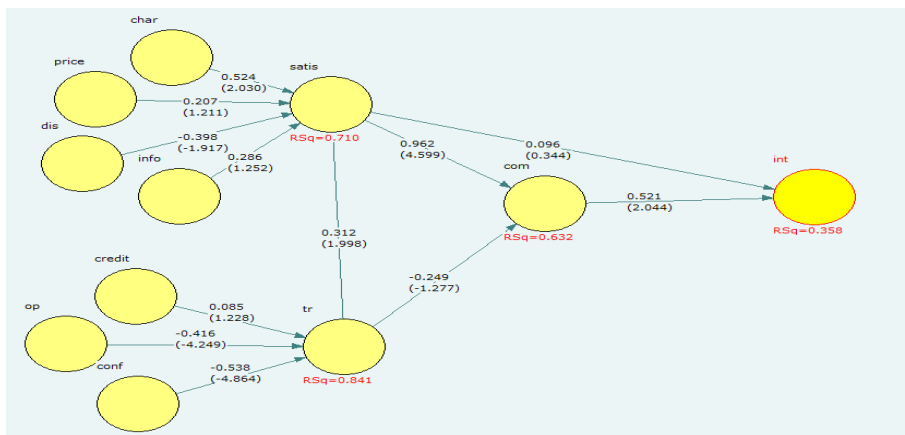 char
0.524
(2.030)
price
0.207
(1.211)
satis
RSq=0.710
dis
-0.398
(-1.917)
info
0.286
(1.252)
0.962
(4.599)
0.096
(0.344)
com
RSq=0.632
int
0.521
(2.044)
RSq=0.358
0.312
(1.998)
-0.249
(-1.277)
credit
0.085
(1.228)
op
-0.416
(-4.249)
tr
RSq=0.841
conf
-0.538
(-4.864)